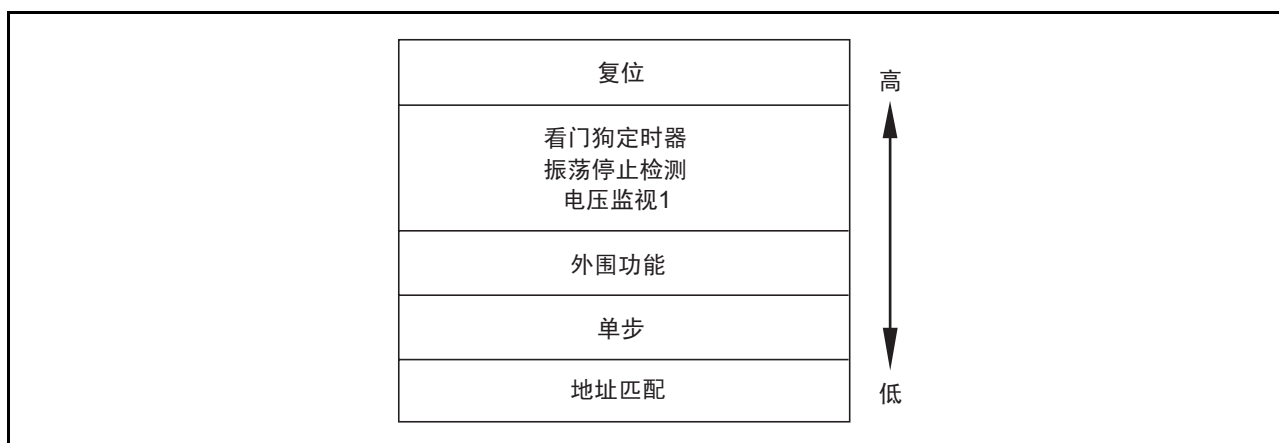 复位
高
看门狗定时器
振荡停止检测
电压监视1
外围功能
单步
地址匹配
低